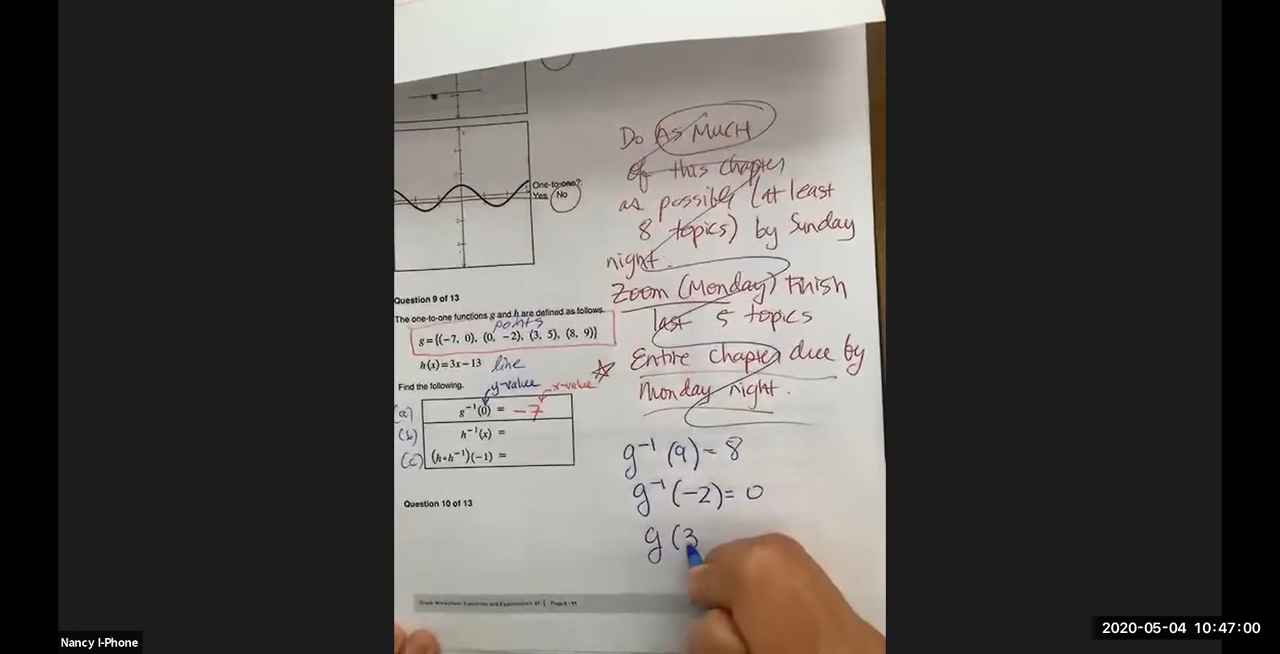 Do AS MUCH
of this chapter
as possible (at least
8 topics) by Sunday
night.
Zoom (Monday) Finish
last 5 topics
Entire chapter due by
Monday night.
One-to-one?:
Yes No
Question 9 of 13
The one-to-one functions g and h are defined as follows.
points
g={(−7, 0), (0, −2), (3, 5), (8, 9)}
h(x)=3x−13 line
Find the following. y-value x-value
(a) g⁻¹(0) = −7
(b) h⁻¹(x) =
(c) (h∘h⁻¹)(−1) =
g⁻¹(9) = 8
g⁻¹(−2) = 0
g(3
Question 10 of 13
Nancy I-Phone
2020-05-04 10:47:00